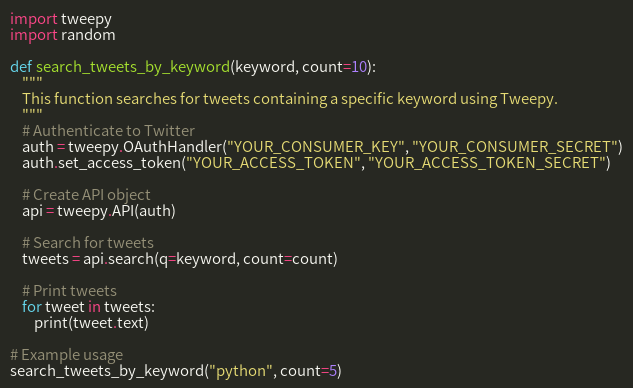 import tweepy
import random

def search_tweets_by_keyword(keyword, count=10):
    """
    This function searches for tweets containing a specific keyword using Tweepy.
    """
    # Authenticate to Twitter
    auth = tweepy.OAuthHandler("YOUR_CONSUMER_KEY", "YOUR_CONSUMER_SECRET")
    auth.set_access_token("YOUR_ACCESS_TOKEN", "YOUR_ACCESS_TOKEN_SECRET")

    # Create API object
    api = tweepy.API(auth)

    # Search for tweets
    tweets = api.search(q=keyword, count=count)

    # Print tweets
    for tweet in tweets:
        print(tweet.text)

# Example usage
search_tweets_by_keyword("python", count=5)